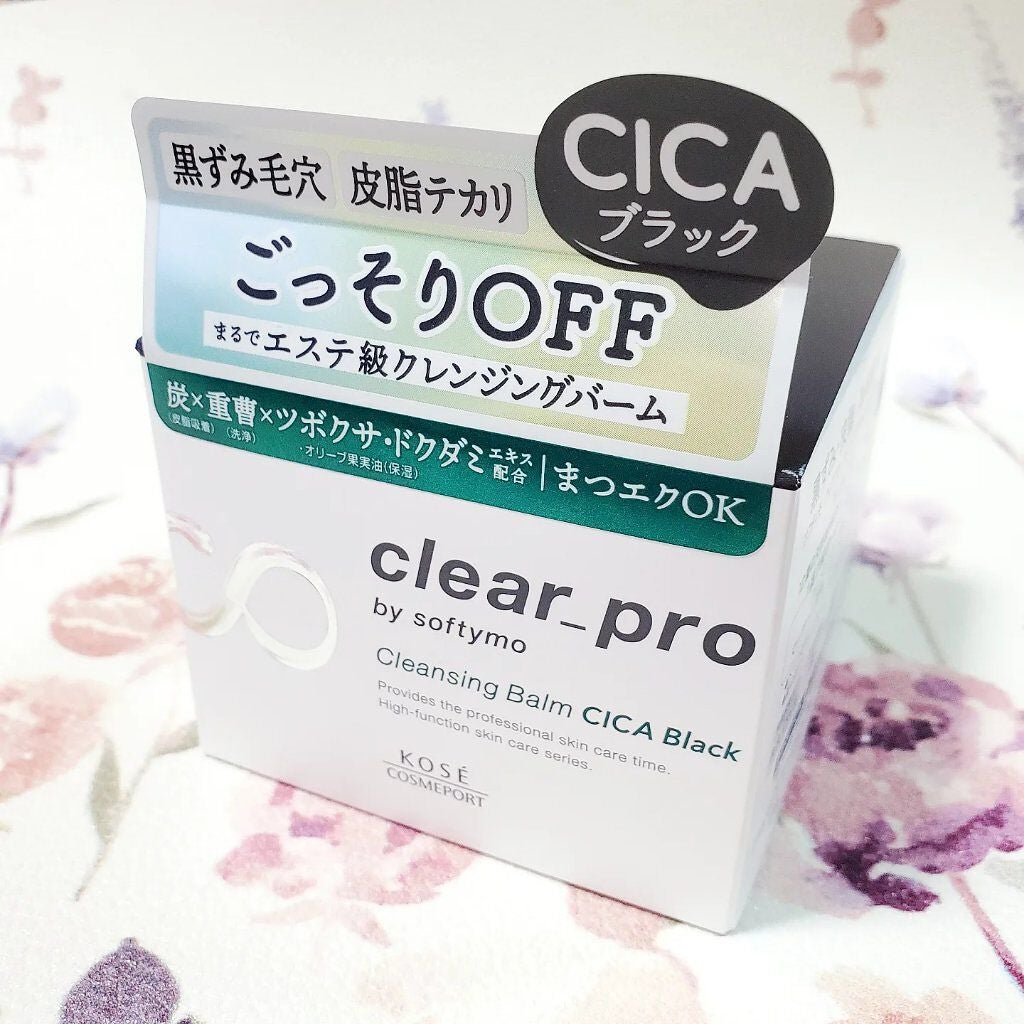 CICA
ブラック
黒ずみ毛穴 皮脂テカリ
ごっそりOFF
まるでエステ級クレンジングバーム
炭×重曹×ツボクサ・ドクダミエキス配合|まつエクOK
(皮脂吸着) (洗浄) ・オリーブ果実油(保湿)
clear_pro
by softymo
Cleansing Balm CICA Black
Provides the professional skin care time.
High-function skin care series.
KOSÉ
COSMEPORT